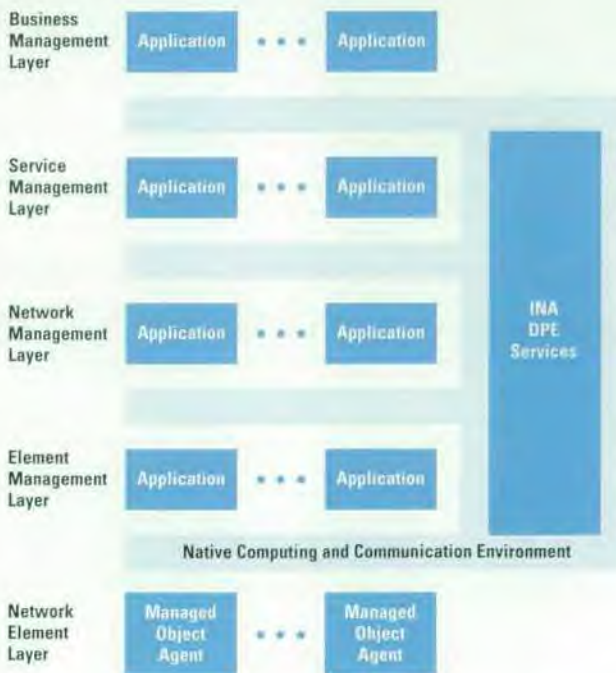 Business
Management
Layer
Application
Application
Service
Management
Layer
Application
Application
Network
Management
Layer
Application
Application
INA
DPE
Services
Element
Management
Layer
Application
Application
Native Computing and Communication Environment
Network
Element
Layer
Managed
Object
Agent
Managed
Object
Agent